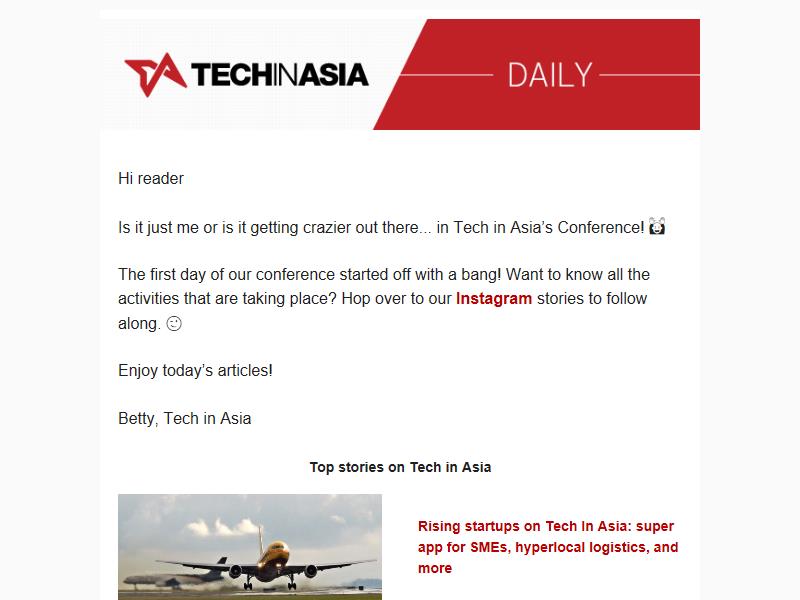 TECHINASIA
DAILY
Hi reader
Is it just me or is it getting crazier out there... in Tech in Asia’s Conference!
The first day of our conference started off with a bang! Want to know all the
activities that are taking place? Hop over to our Instagram stories to follow
along.
Enjoy today’s articles!
Betty, Tech in Asia
Top stories on Tech in Asia
Rising startups on Tech In Asia: super
app for SMEs, hyperlocal logistics, and
more